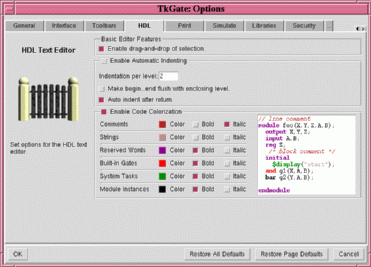 TkGate: Options
General Interface Toolbars HDL Print Simulate Libraries Security
HDL Text Editor
Set options for the HDL text
editor
Basic Editor Features
Enable drag-and-drop of selection.
Enable Automatic Indenting
Indentation per level: 2
Make begin...end flush with enclosing level.
Auto indent after return.
Enable Code Colorization
Comments Color Bold Italic
Strings Color Bold Italic
Reserved Words Color Bold Italic
Built-in Gates Color Bold Italic
System Tasks Color Bold Italic
Module Instances Color Bold Italic
// line comment
module foo(X,Y,Z,A,B);
output X,Y,Z;
input A,B;
reg Z;
/* block comment */
initial
$display("start");
and g1(X,A,B);
bar g2(Y,A,B);
endmodule
OK Restore All Defaults Restore Page Defaults Cancel